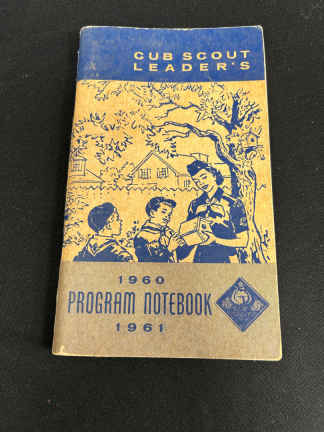 CUB SCOUT
LEADER'S
1960
PROGRAM NOTEBOOK
1961